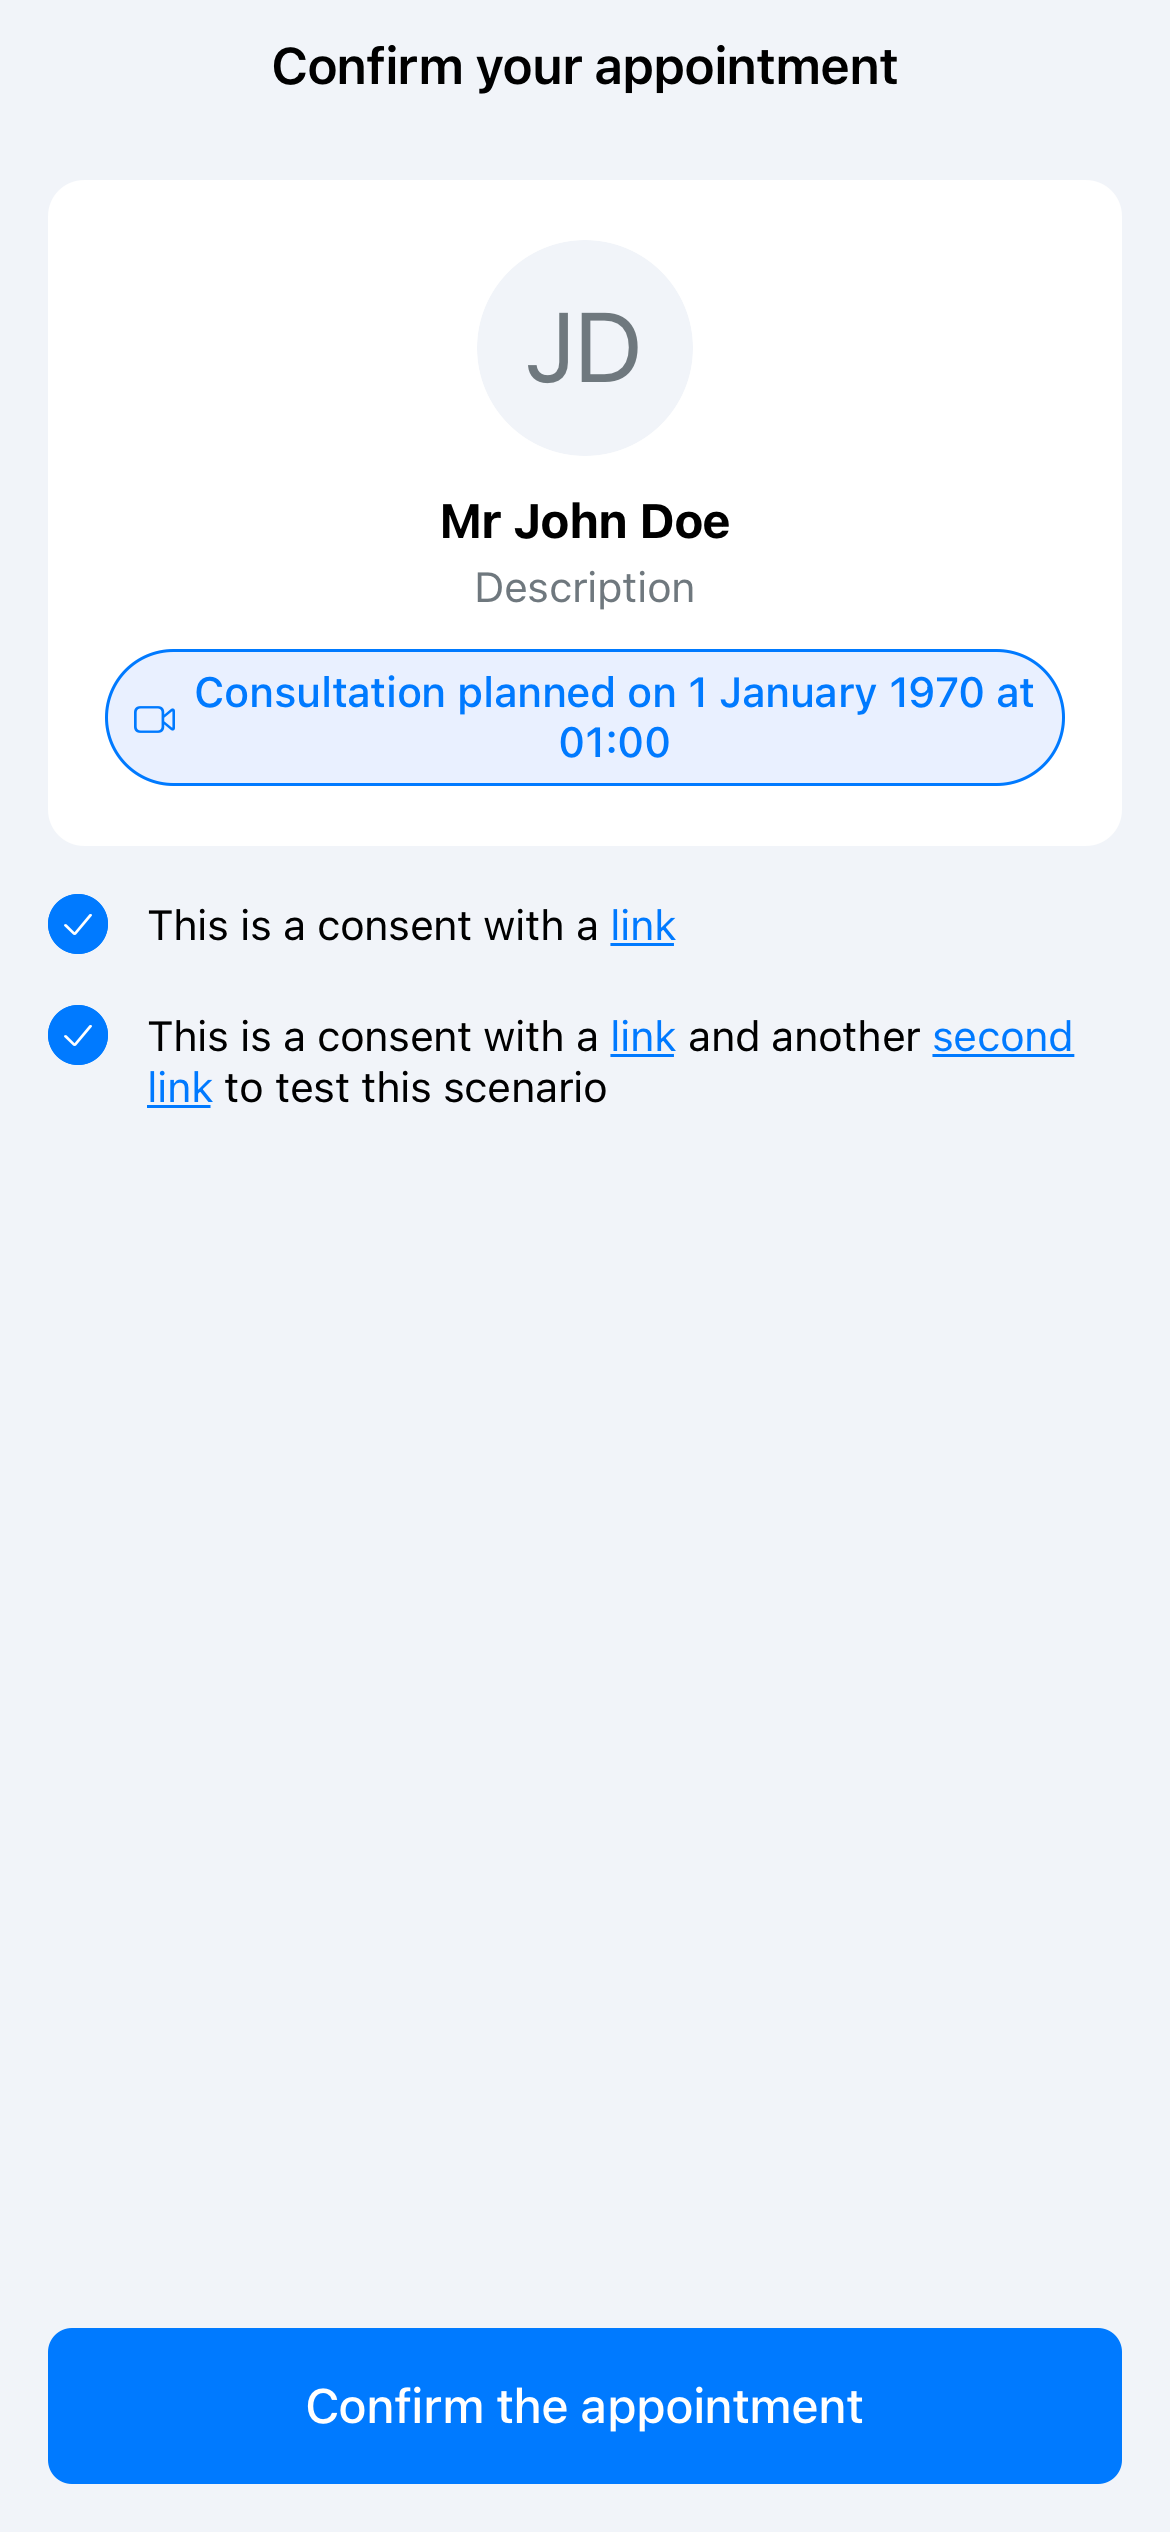 Confirm your appointment
JD
Mr John Doe
Description
Consultation planned on 1 January 1970 at
01:00
This is a consent with a link
This is a consent with a link and another second
link to test this scenario
Confirm the appointment